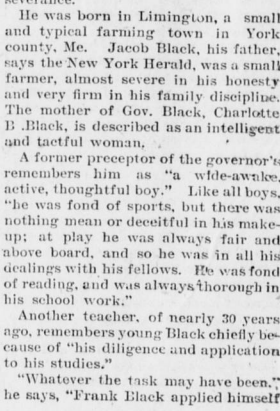 severance.
He was born in Limington, a small
and typical farming town in York
county, Me. Jacob Black, his father,
says the New York Herald, was a small
farmer, almost severe in his honesty
and very firm in his family discipline.
The mother of Gov. Black, Charlotte
B. Black, is described as an intelligent
and tactful woman.
A former preceptor of the governor's
remembers him as "a wide-awake,
active, thoughtful boy." Like all boys,
"he was fond of sports, but there was
nothing mean or deceitful in his make-
up; at play he was always fair and
above board, and so he was in all his
dealings with his fellows. He was fond
of reading, and was always thorough in
his school work."
Another teacher, of nearly 30 years
ago, remembers young Black chiefly be-
cause of "his diligence and application
to his studies."
"Whatever the task may have been,"
he says, "Frank Black applied himself